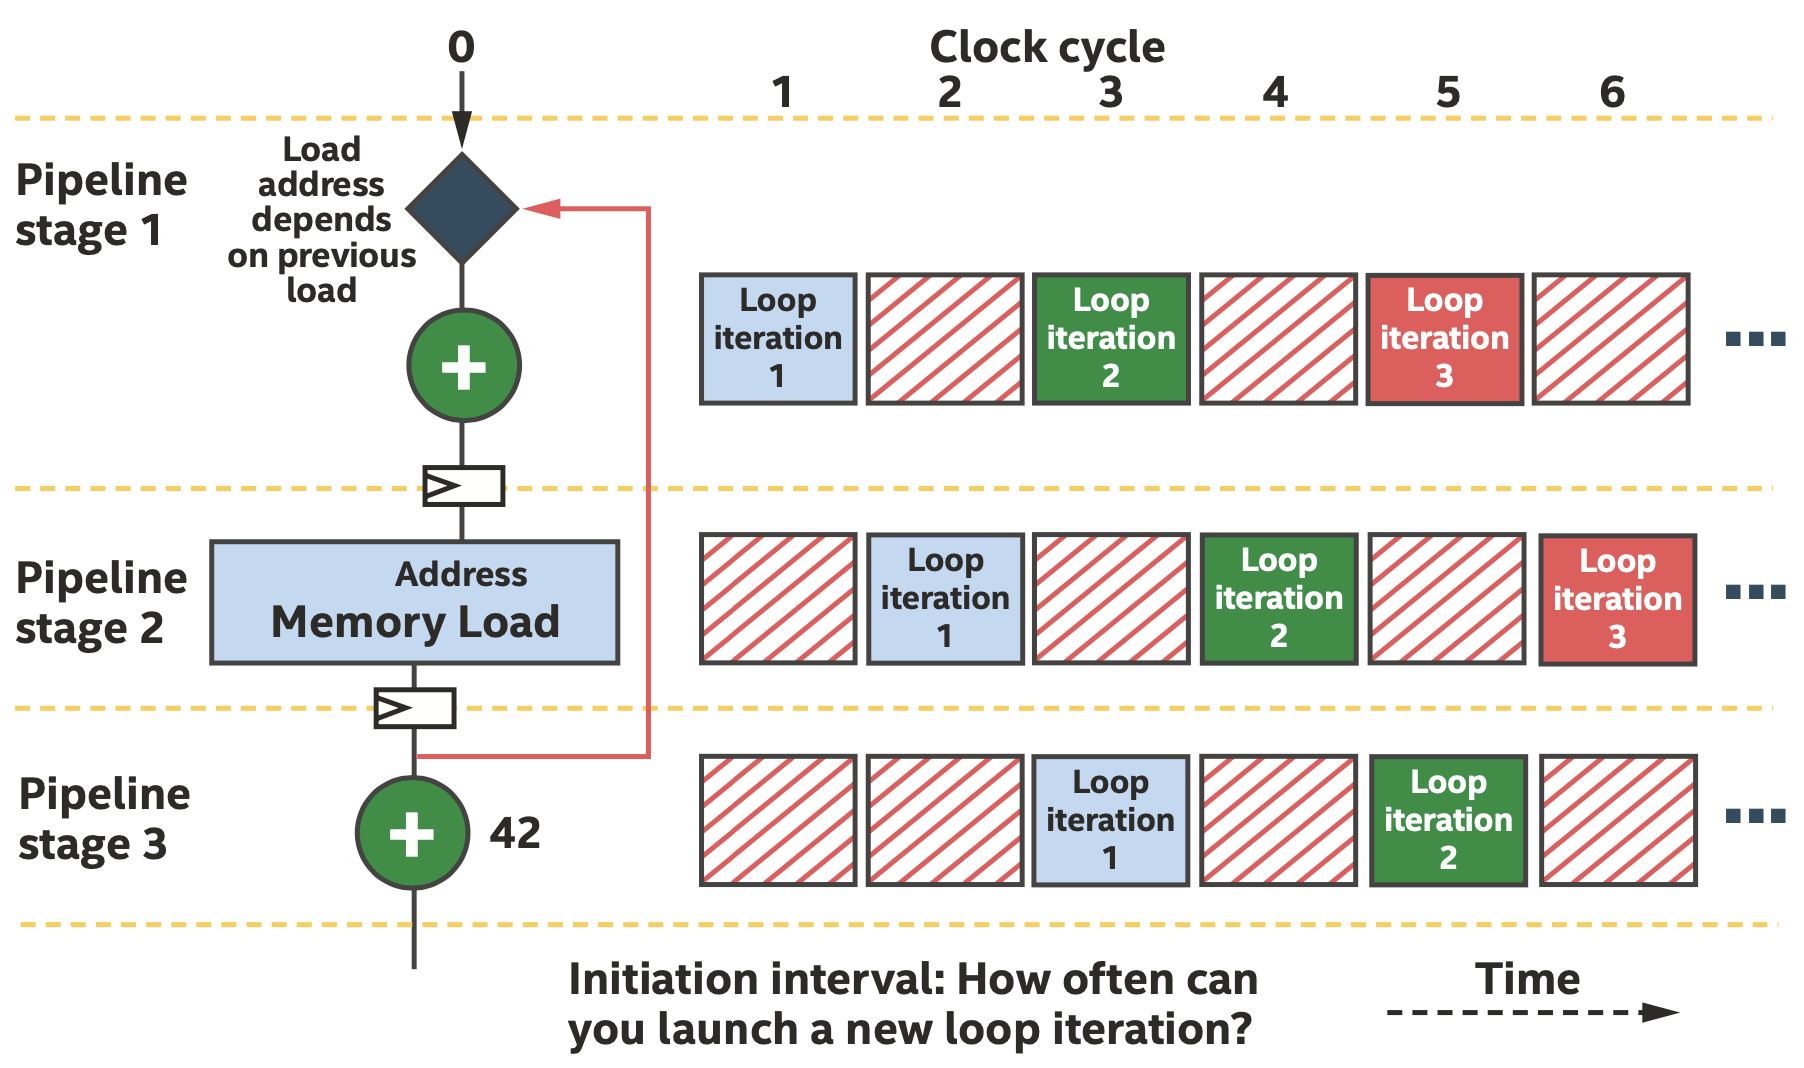 0
Clock cycle
1 2 3 4 5 6
Pipeline
stage 1
Load
address
depends
on previous
load
Loop
iteration
1
Loop
iteration
2
Loop
iteration
3
Pipeline
stage 2
Address
Memory Load
Loop
iteration
1
Loop
iteration
2
Loop
iteration
3
Pipeline
stage 3
42
Loop
iteration
1
Loop
iteration
2
Initiation interval: How often can
you launch a new loop iteration?
Time